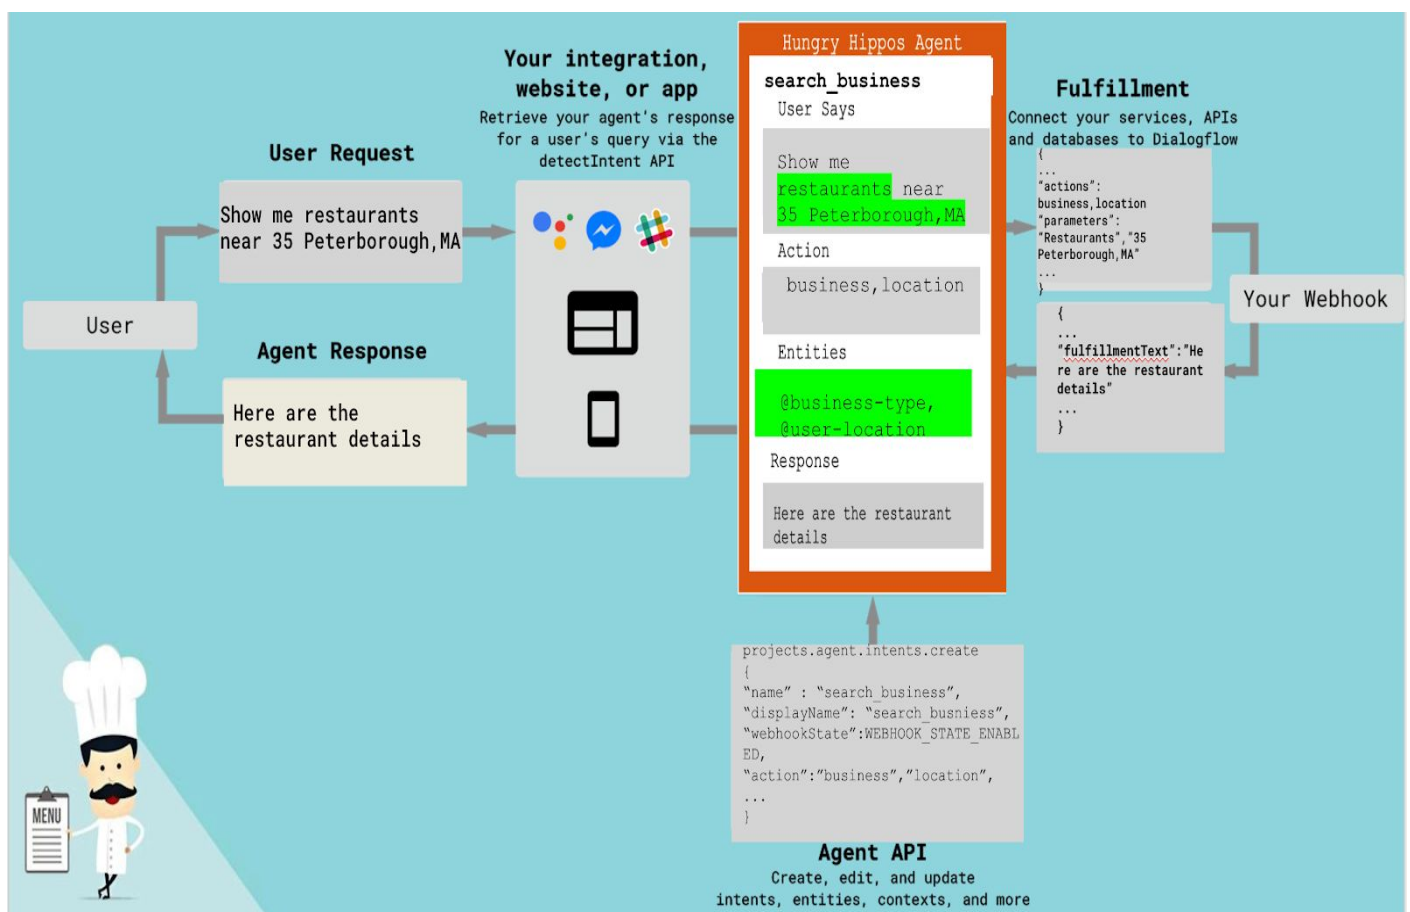 Hungry Hippos Agent
Your integration,
website, or app
Retrieve your agent's response
for a user's query via the
detectIntent API
User Request
Show me restaurants
near 35 Peterborough,MA
User
Agent Response
Here are the
restaurant details
search_business
User Says
Show me
restaurants near
35 Peterborough,MA
Action
business,location
Entities
@business-type,
@user-location
Response
Here are the restaurant
details
Fulfillment
Connect your services, APIs
and databases to Dialogflow
{
...
“actions”:
business,location
“parameters”:
“Restaurants”,“35
Peterborough,MA”
...
}
Your Webhook
{
...
“fulfillmentText”:“He
re are the restaurant
details”
...
}
projects.agent.intents.create
{
“name” : “search_business”,
“displayName”: “search_busniess”,
“webhookState”:WEBHOOK_STATE_ENABL
ED,
“action”:”business”,”location”,
...
}
Agent API
Create, edit, and update
intents, entities, contexts, and more
MENU